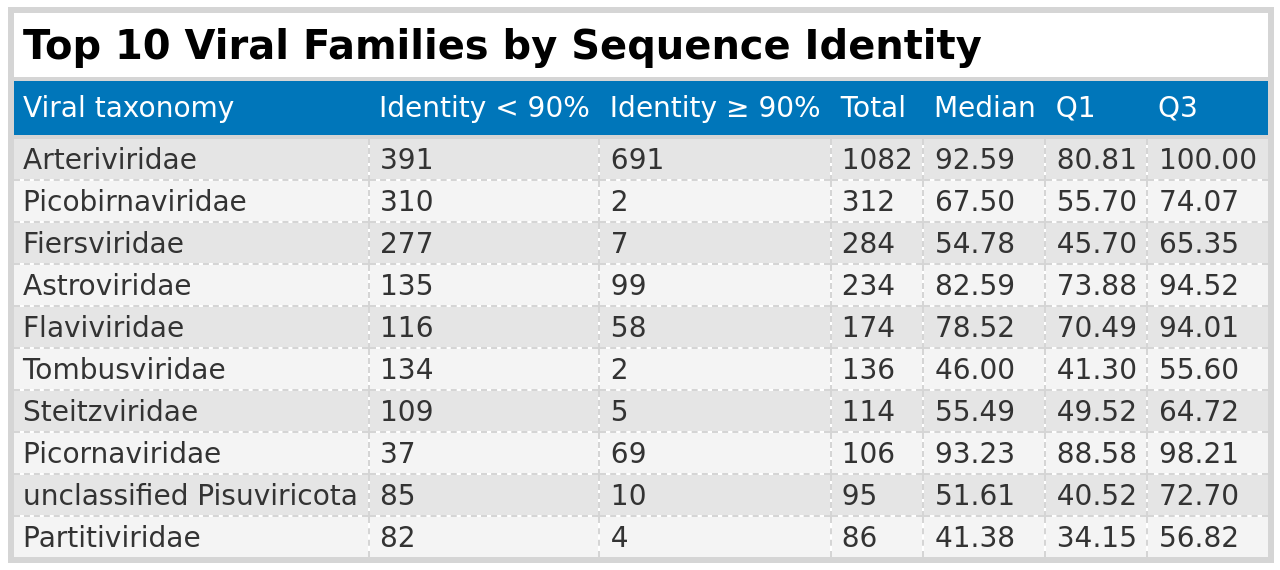 Top 10 Viral Families by Sequence Identity
Viral taxonomy Identity < 90% Identity ≥ 90% Total Median Q1 Q3
Arteriviridae 391 691 1082 92.59 80.81 100.00
Picobirnaviridae 310 2 312 67.50 55.70 74.07
Fiersviridae 277 7 284 54.78 45.70 65.35
Astroviridae 135 99 234 82.59 73.88 94.52
Flaviviridae 116 58 174 78.52 70.49 94.01
Tombusviridae 134 2 136 46.00 41.30 55.60
Steitzviridae 109 5 114 55.49 49.52 64.72
Picornaviridae 37 69 106 93.23 88.58 98.21
unclassified Pisuviricota 85 10 95 51.61 40.52 72.70
Partitiviridae 82 4 86 41.38 34.15 56.82